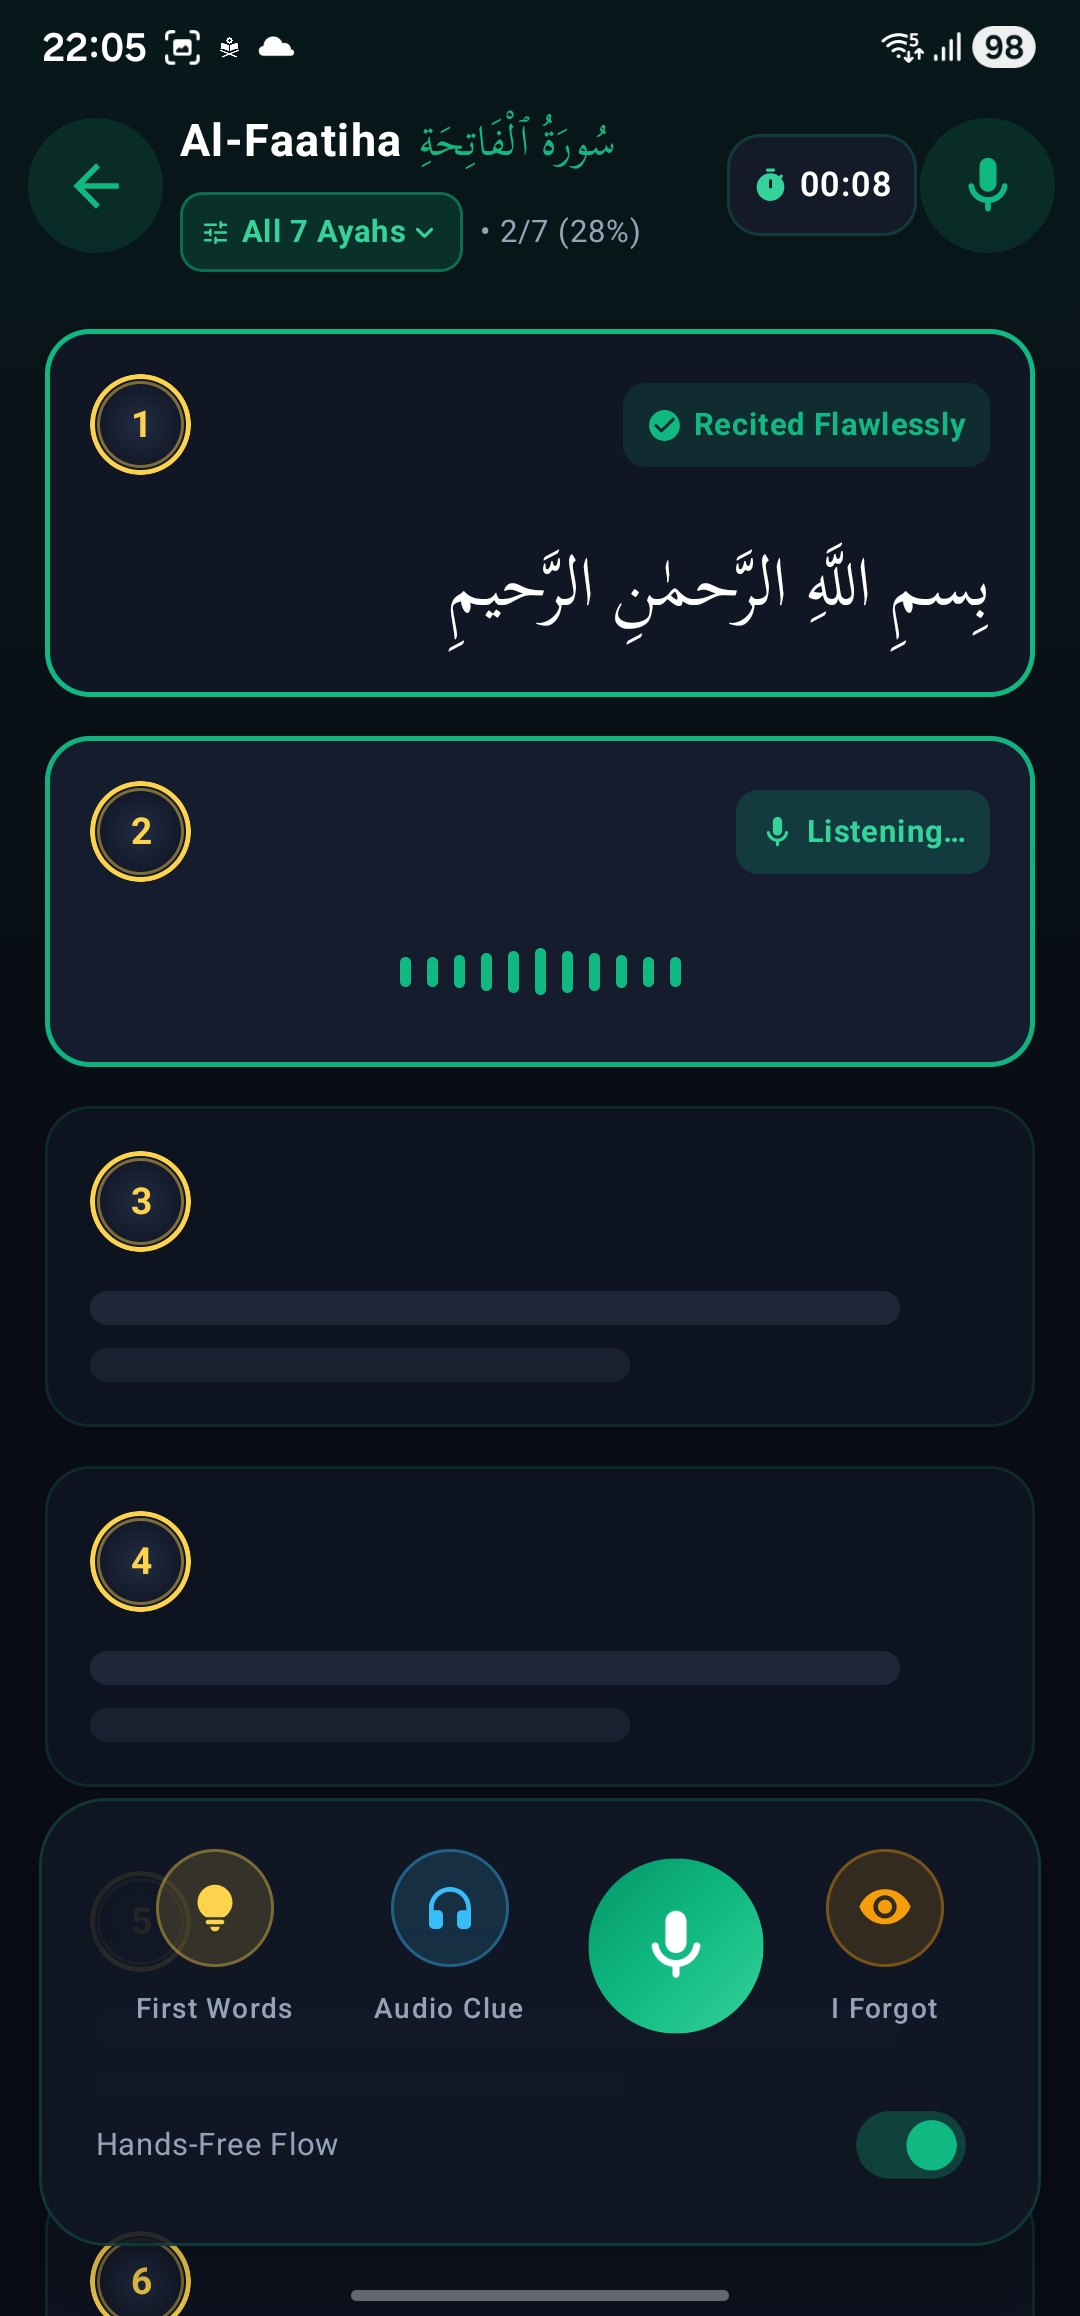 22:05
98
Al-Faatiha سُورَةُ ٱلْفَاتِحَةِ
00:08
All 7 Ayahs • 2/7 (28%)
1
Recited Flawlessly
بِسمِ اللَّهِ الرَّحمٰنِ الرَّحيمِ
2
Listening...
3
4
5
First Words
Audio Clue
I Forgot
Hands-Free Flow
6